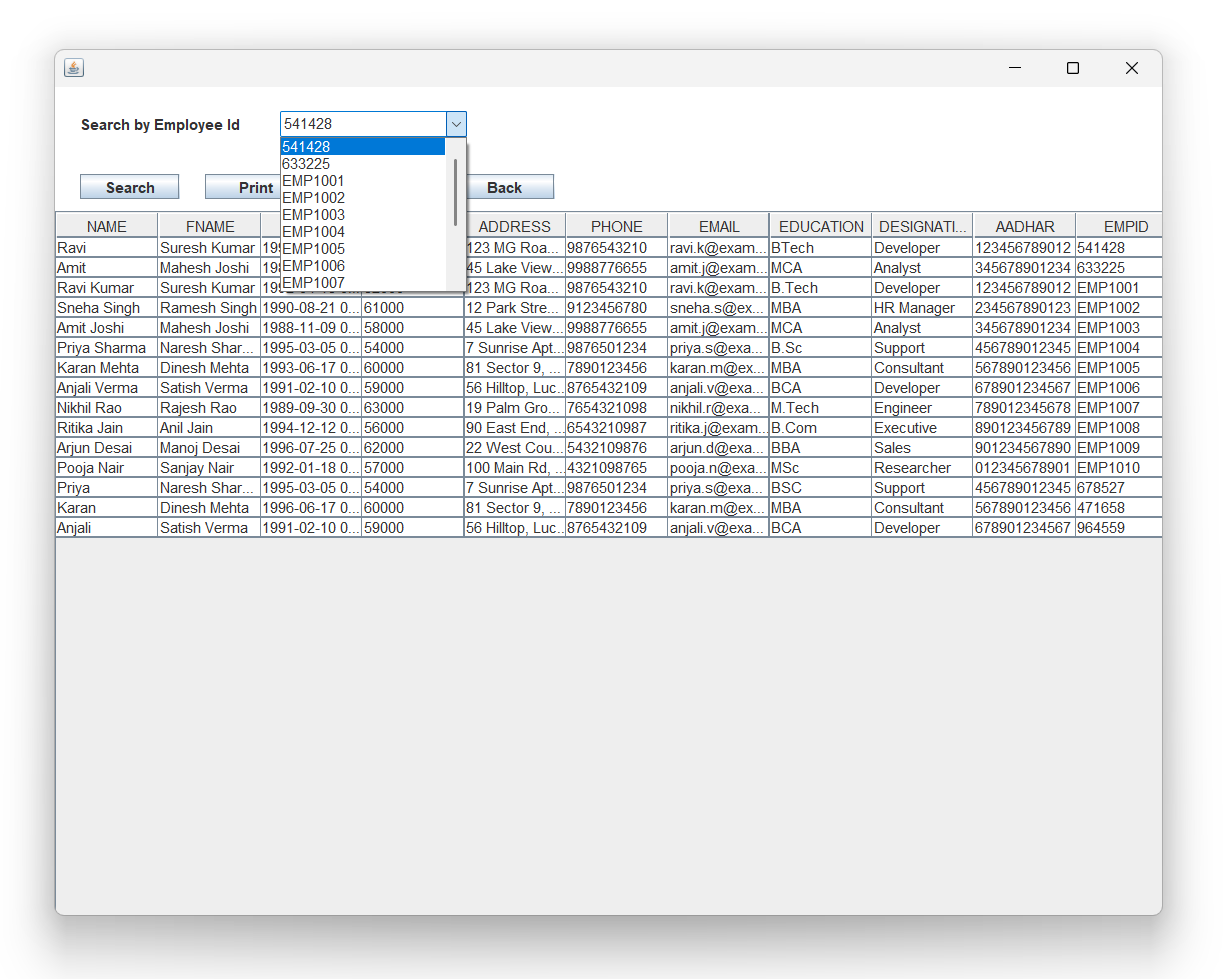 Search by Employee Id 541428
541428
633225
EMP1001
EMP1002
EMP1003
EMP1004
EMP1005
EMP1006
EMP1007
Search Print Back
NAME FNAME ADDRESS PHONE EMAIL EDUCATION DESIGNATI... AADHAR EMPID
Ravi Suresh Kumar 123 MG Roa... 9876543210 ravi.k@exam... BTech Developer 123456789012 541428
Amit Mahesh Joshi 45 Lake View... 9988776655 amit.j@exam... MCA Analyst 345678901234 633225
Ravi Kumar Suresh Kumar 123 MG Roa... 9876543210 ravi.k@exam... B.Tech Developer 123456789012 EMP1001
Sneha Singh Ramesh Singh 1990-08-21 0... 61000 12 Park Stre... 9123456780 sneha.s@ex... MBA HR Manager 234567890123 EMP1002
Amit Joshi Mahesh Joshi 1988-11-09 0... 58000 45 Lake View... 9988776655 amit.j@exam... MCA Analyst 345678901234 EMP1003
Priya Sharma Naresh Shar... 1995-03-05 0... 54000 7 Sunrise Apt... 9876501234 priya.s@exa... B.Sc Support 456789012345 EMP1004
Karan Mehta Dinesh Mehta 1993-06-17 0... 60000 81 Sector 9, ... 7890123456 karan.m@ex... MBA Consultant 567890123456 EMP1005
Anjali Verma Satish Verma 1991-02-10 0... 59000 56 Hilltop, Luc... 8765432109 anjali.v@exa... BCA Developer 678901234567 EMP1006
Nikhil Rao Rajesh Rao 1989-09-30 0... 63000 19 Palm Gro... 7654321098 nikhil.r@exa... M.Tech Engineer 789012345678 EMP1007
Ritika Jain Anil Jain 1994-12-12 0... 56000 90 East End, ... 6543210987 ritika.j@exam... B.Com Executive 890123456789 EMP1008
Arjun Desai Manoj Desai 1996-07-25 0... 62000 22 West Cou... 5432109876 arjun.d@exa... BBA Sales 901234567890 EMP1009
Pooja Nair Sanjay Nair 1992-01-18 0... 57000 100 Main Rd, ... 4321098765 pooja.n@exa... MSc Researcher 012345678901 EMP1010
Priya Naresh Shar... 1995-03-05 0... 54000 7 Sunrise Apt... 9876501234 priya.s@exa... BSC Support 456789012345 678527
Karan Dinesh Mehta 1996-06-17 0... 60000 81 Sector 9, ... 7890123456 karan.m@ex... MBA Consultant 567890123456 471658
Anjali Satish Verma 1991-02-10 0... 59000 56 Hilltop, Luc... 8765432109 anjali.v@exa... BCA Developer 678901234567 964559